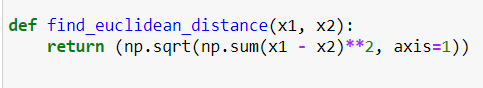 def find_euclidean_distance(x1, x2):
    return (np.sqrt(np.sum(x1 - x2)**2, axis=1))